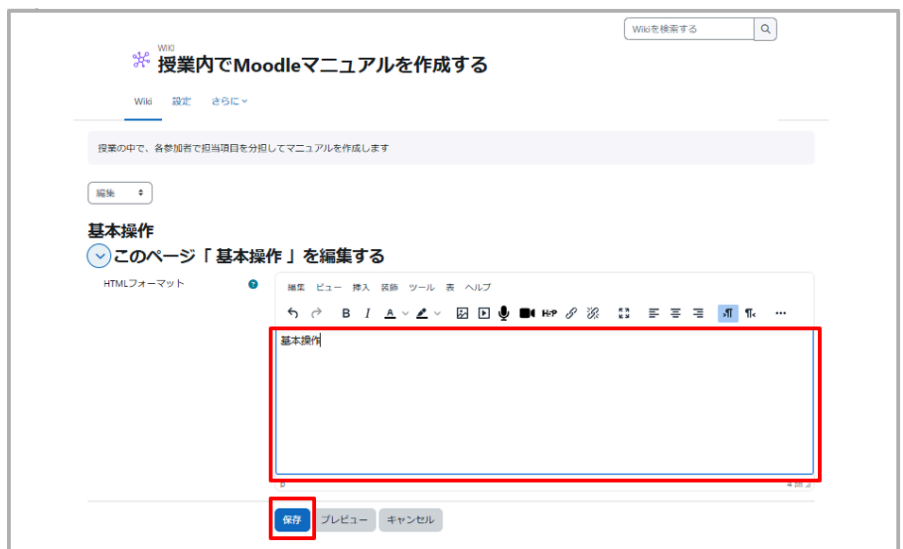 Wikiを検索する
Wiki
授業内でMoodleマニュアルを作成する
Wiki 設定 さらに
授業の中で、各参加者で担当項目を分担してマニュアルを作成します
編集
基本操作
このページ「 基本操作 」を編集する
HTMLフォーマット
編集 ビュー 挿入 装飾 ツール 表 ヘルプ
B I A H5P
基本操作
保存 プレビュー キャンセル